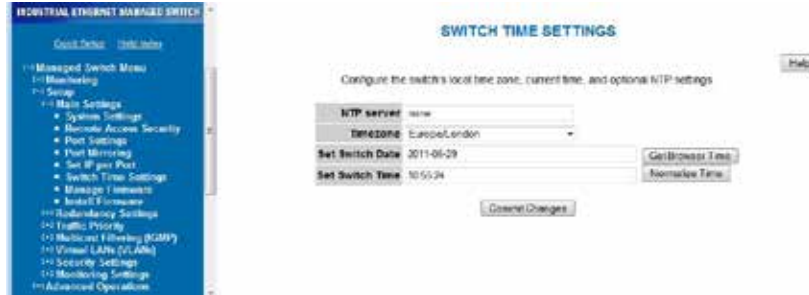 INDUSTRIAL ETHERNET MANAGED SWITCH
Quick Setup Help Index
Managed Switch Menu
Monitoring
Setup
Main Settings
System Settings
Remote Access Security
Port Settings
Port Mirroring
Set IP per Port
Switch Time Settings
Manage Firmware
Install Firmware
Redundancy Settings
Traffic Priority
Multicast Filtering (IGMP)
Virtual LANs (VLANs)
Security Settings
Monitoring Settings
Advanced Operations
SWITCH TIME SETTINGS
Help
Configure the switch's local time zone, current time, and optional NTP settings
NTP server none
Timezone Europe/London
Set Switch Date 2011-06-29 Get Browser Time
Set Switch Time Normalize Time
Commit Changes